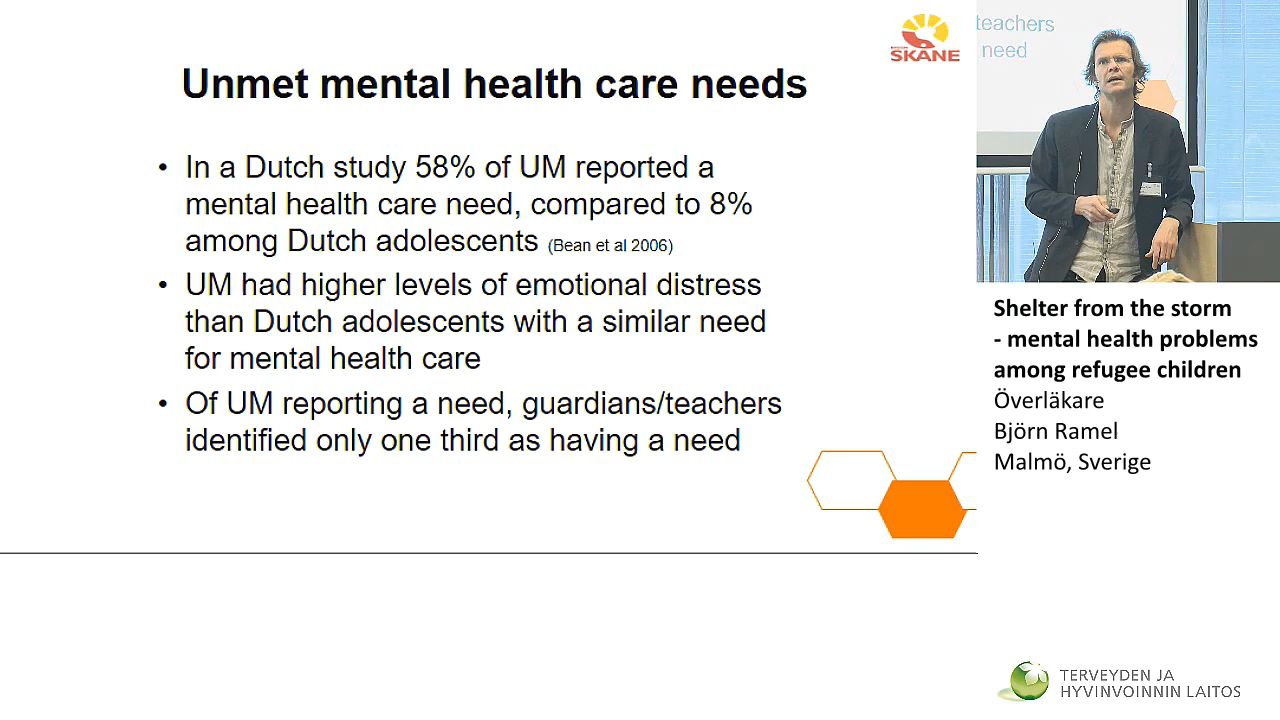 SKÅNE
Unmet mental health care needs
• In a Dutch study 58% of UM reported a
mental health care need, compared to 8%
among Dutch adolescents (Bean et al 2006)
• UM had higher levels of emotional distress
than Dutch adolescents with a similar need
for mental health care
• Of UM reporting a need, guardians/teachers
identified only one third as having a need
teachers
need
Shelter from the storm
- mental health problems
among refugee children
Överläkare
Björn Ramel
Malmö, Sverige
TERVEYDEN JA
HYVINVOINNIN LAITOS